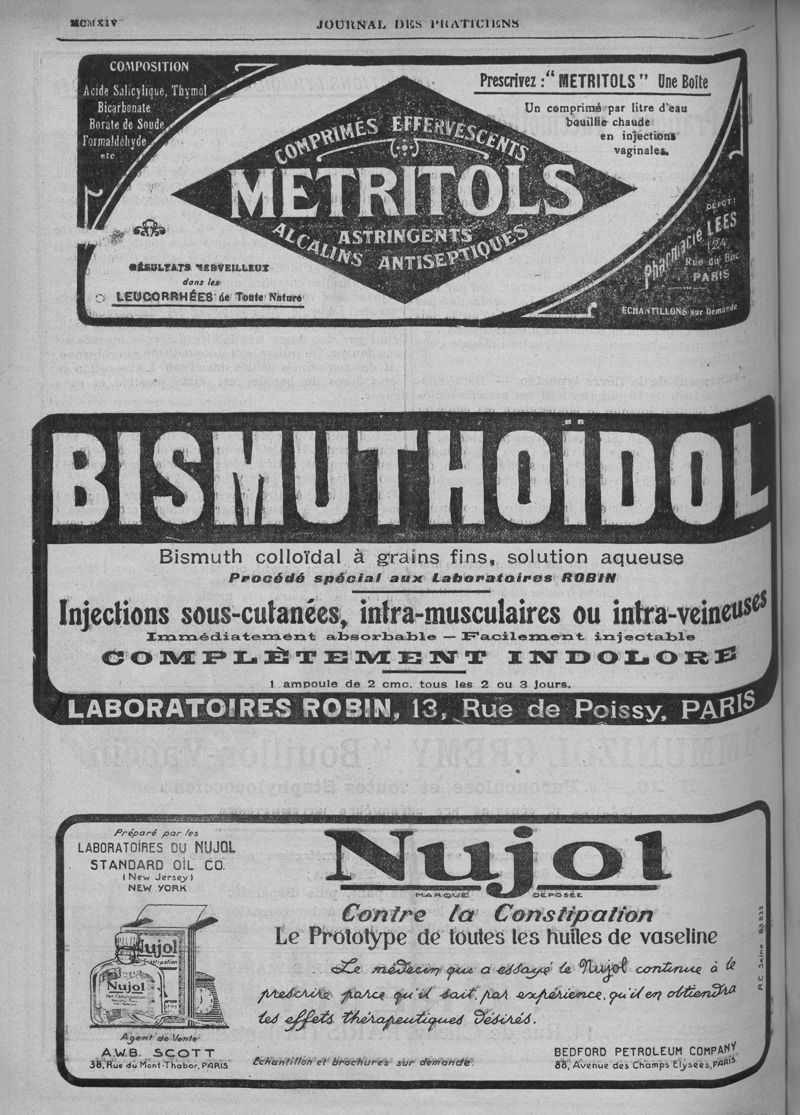 MCMXIV
JOURNAL DES PRATICIENS
COMPOSITION
Acide Salicylique, Thymol
Bicarbonate
Borate de Soude
Formaldéhyde
etc
Prescrivez : "METRITOLS" Une Boîte
Un comprimé par litre d'eau
bouillie chaude
en injections
vaginales.
COMPRIMÉS EFFERVESCENTS
METRITOLS
ASTRINGENTS
ALCALINS ANTISEPTIQUES
RÉSULTATS MERVEILLEUX
dans les
LEUCORRHÉES de Toute Nature
DÉPOT:
Pharmacie LEES
124
Rue du Bac
PARIS
ECHANTILLONS sur Demande
BISMUTHOÏDOL
Bismuth colloïdal à grains fins, solution aqueuse
Procédé spécial aux Laboratoires ROBIN
Injections sous-cutanées, intra-musculaires ou intra-veineuses
Immédiatement absorbable — Facilement injectable
COMPLÈTEMENT INDOLORE
1 ampoule de 2 cmc. tous les 2 ou 3 jours.
LABORATOIRES ROBIN, 13, Rue de Poissy, PARIS
Préparé par les
LABORATOIRES DU NUJOL
STANDARD OIL CO.
(New Jersey)
NEW YORK
Nujol
Constipation
Nujol
Agent de Vente
A.W.B. SCOTT
38, Rue du Mont-Thabor, PARIS
Nujol
MARQUE DÉPOSÉE
Contre la Constipation
Le Prototype de toutes les huiles de vaseline
Le médecin qui a essayé le Nujol continue à le
prescrire parce qu'il sait, par expérience, qu'il en obtiendra
les effets thérapeutiques désirés.
Echantillon et brochures sur demande.
BEDFORD PETROLEUM COMPANY
88, Avenue des Champs Elysées, PARIS
R.C. Seine